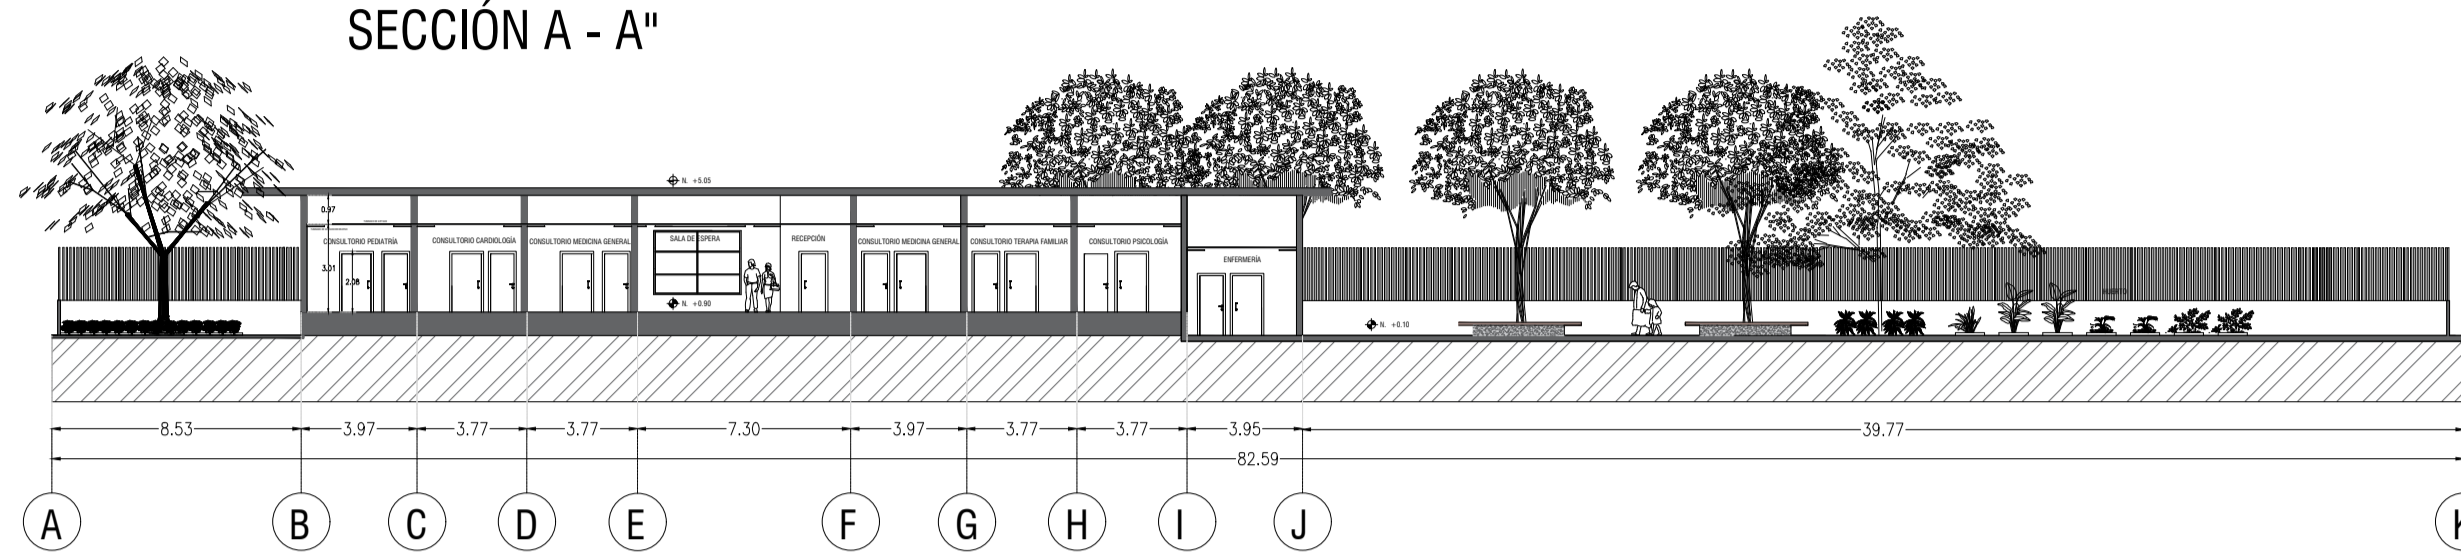 SECCIÓN A - A"
N. +5.05
0.97
CONSULTORIO PEDIATRÍA
CONSULTORIO CARDIOLOGÍA
CONSULTORIO MEDICINA GENERAL
SALA DE ESPERA
RECEPCIÓN
CONSULTORIO MEDICINA GENERAL
CONSULTORIO TERAPIA FAMILIAR
CONSULTORIO PSICOLOGÍA
ENFERMERÍA
3.01
2.08
HUERTO
N. +0.90
N. +0.10
8.53
3.97
3.77
3.77
7.30
3.97
3.77
3.77
3.95
39.77
82.59
A
B
C
D
E
F
G
H
I
J